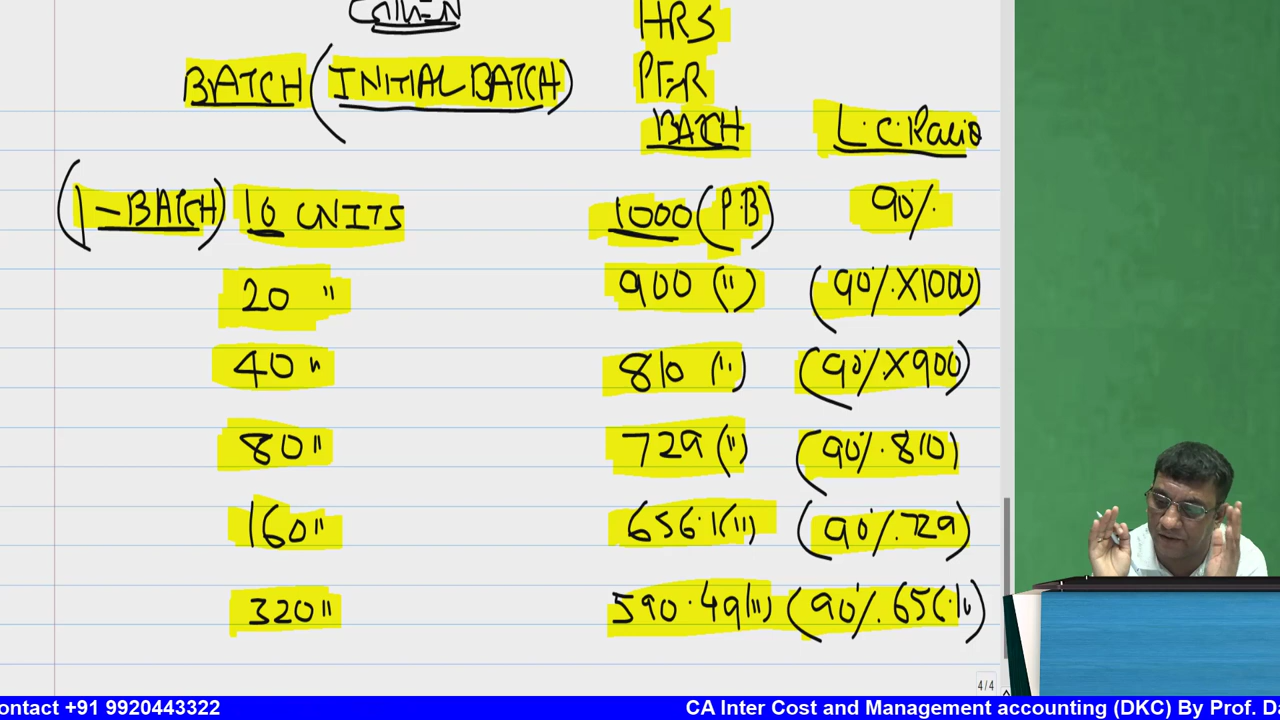 GIVEN
HRS
PER
BATCH (INITIAL BATCH)
BATCH L.C.Ratio
(1-BATCH) 10 UNITS 1000 (P.B) 90%
20 " 900 (") (90% X 1000)
40 " 810 (") (90% X 900)
80 " 729 (") (90%. 810)
160 " 656.1 (") (90%. 729)
320 " 590.49 (") (90%. 656.1)
4/4
ontact +91 9920443322 CA Inter Cost and Management accounting (DKC) By Prof. Da